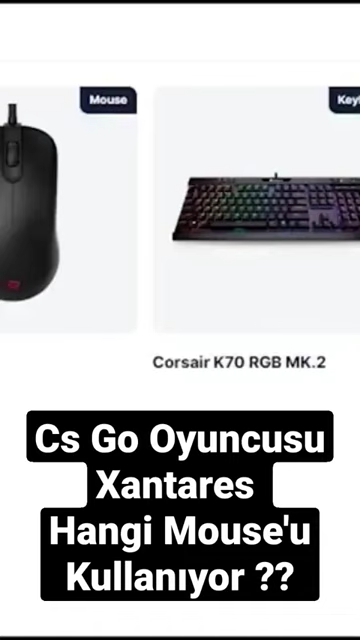 Mouse
Key
Corsair K70 RGB MK.2
Cs Go Oyuncusu
Xantares
Hangi Mouse'u
Kullanıyor ??